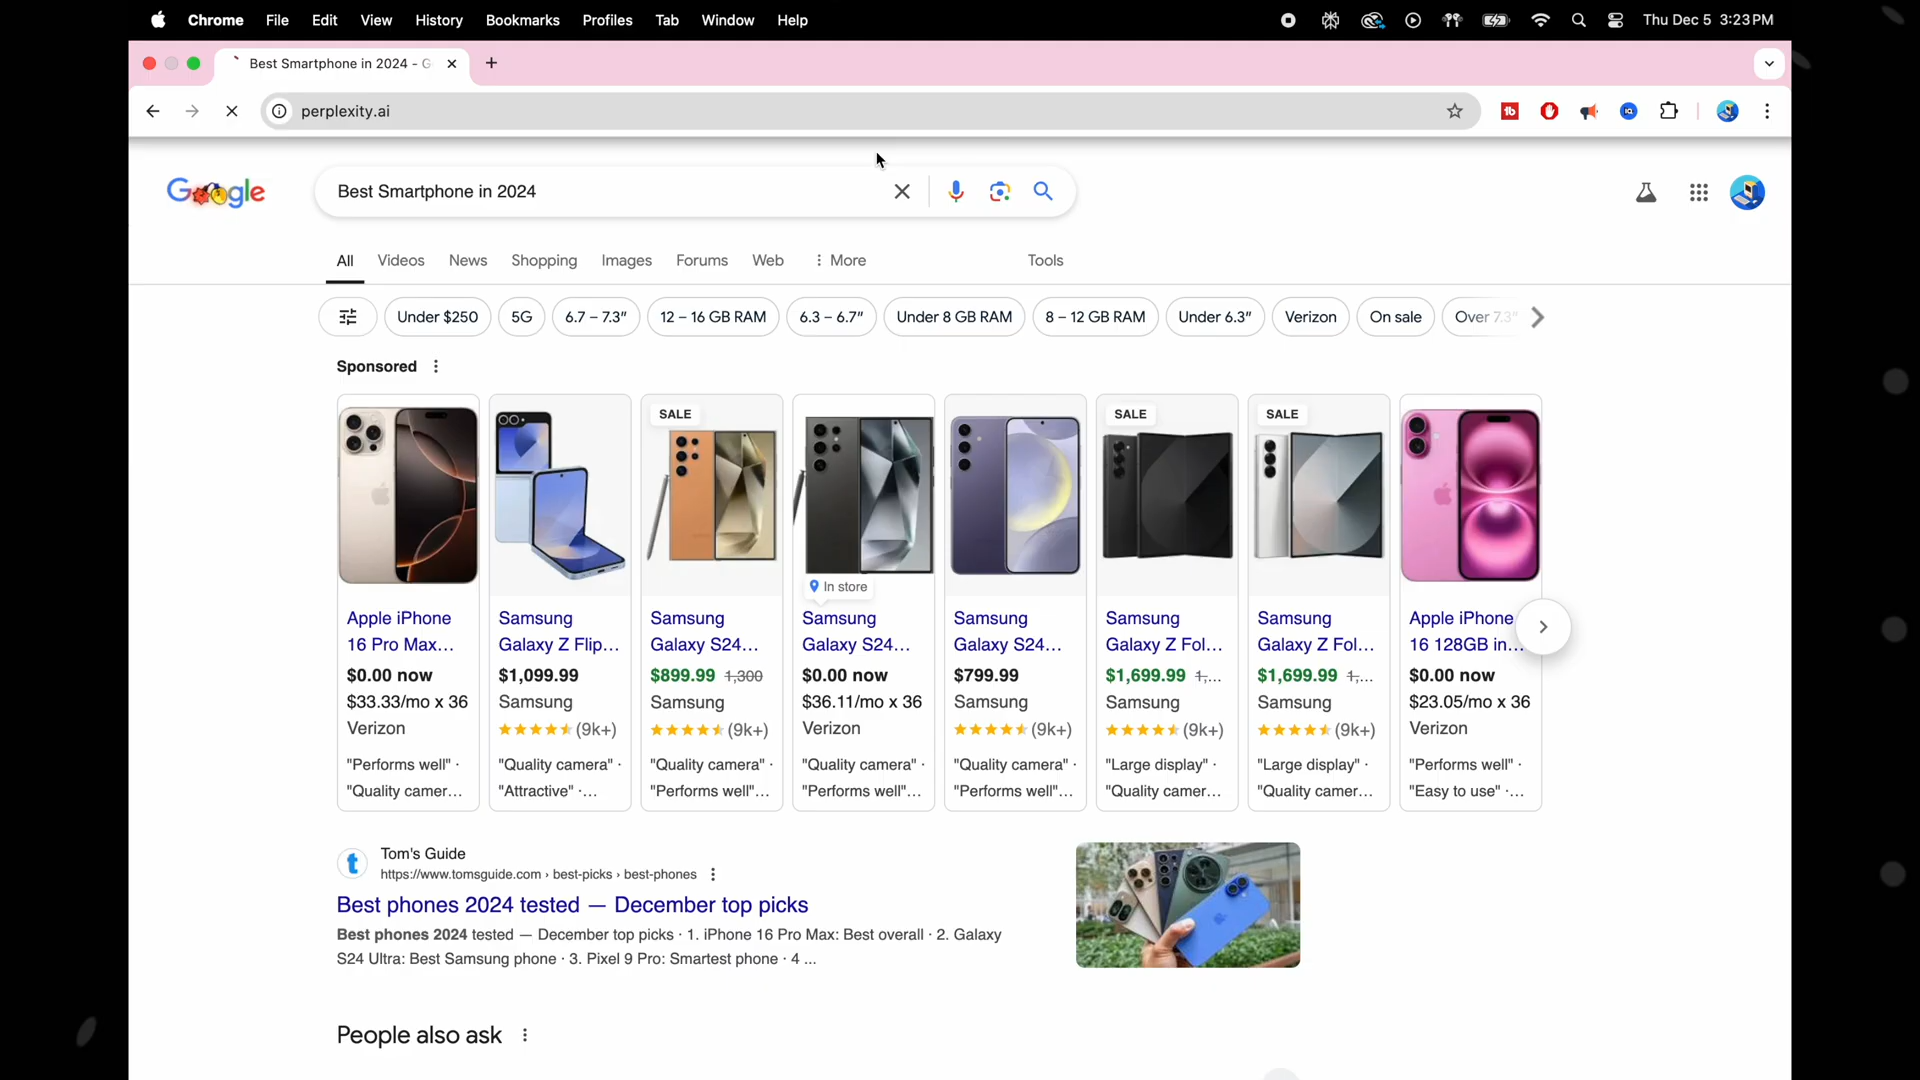 Chrome File Edit View History Bookmarks Profiles Tab Window Help Thu Dec 5 3:23 PM
Best Smartphone in 2024 - G
perplexity.ai
Google Best Smartphone in 2024
All Videos News Shopping Images Forums Web More Tools
Under $250 5G 6.7 – 7.3" 12 – 16 GB RAM 6.3 – 6.7" Under 8 GB RAM 8 – 12 GB RAM Under 6.3" Verizon On sale Over 7.3"
Sponsored
Apple iPhone
16 Pro Max...
$0.00 now
$33.33/mo x 36
Verizon
"Performs well" ·
"Quality camer...
Samsung
Galaxy Z Flip...
$1,099.99
Samsung
(9k+)
"Quality camera" ·
"Attractive" ·...
SALE
Samsung
Galaxy S24...
$899.99 1,300
Samsung
(9k+)
"Quality camera" ·
"Performs well"...
In store
Samsung
Galaxy S24...
$0.00 now
$36.11/mo x 36
Verizon
"Quality camera" ·
"Performs well"...
Samsung
Galaxy S24...
$799.99
Samsung
(9k+)
"Quality camera" ·
"Performs well"...
SALE
Samsung
Galaxy Z Fol...
$1,699.99 1,...
Samsung
(9k+)
"Large display" ·
"Quality camer...
SALE
Samsung
Galaxy Z Fol...
$1,699.99 1,...
Samsung
(9k+)
"Large display" ·
"Quality camer...
Apple iPhone
16 128GB in...
$0.00 now
$23.05/mo x 36
Verizon
"Performs well" ·
"Easy to use" ·...
Tom's Guide
https://www.tomsguide.com › best-picks › best-phones
Best phones 2024 tested — December top picks
Best phones 2024 tested — December top picks · 1. iPhone 16 Pro Max: Best overall · 2. Galaxy
S24 Ultra: Best Samsung phone · 3. Pixel 9 Pro: Smartest phone · 4 ...
People also ask